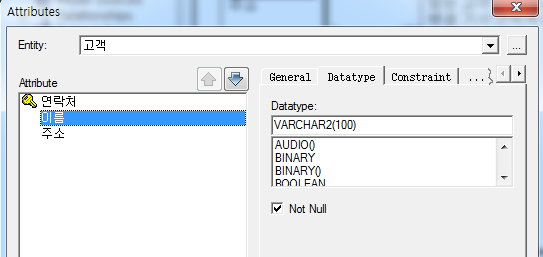 Attributes
Entity:
고객
...
Attribute
연락처
이름
주소
General Datatype Constraint ...
Datatype:
VARCHAR2(100)
AUDIO()
BINARY
BINARY()
BOOLEAN
Not Null